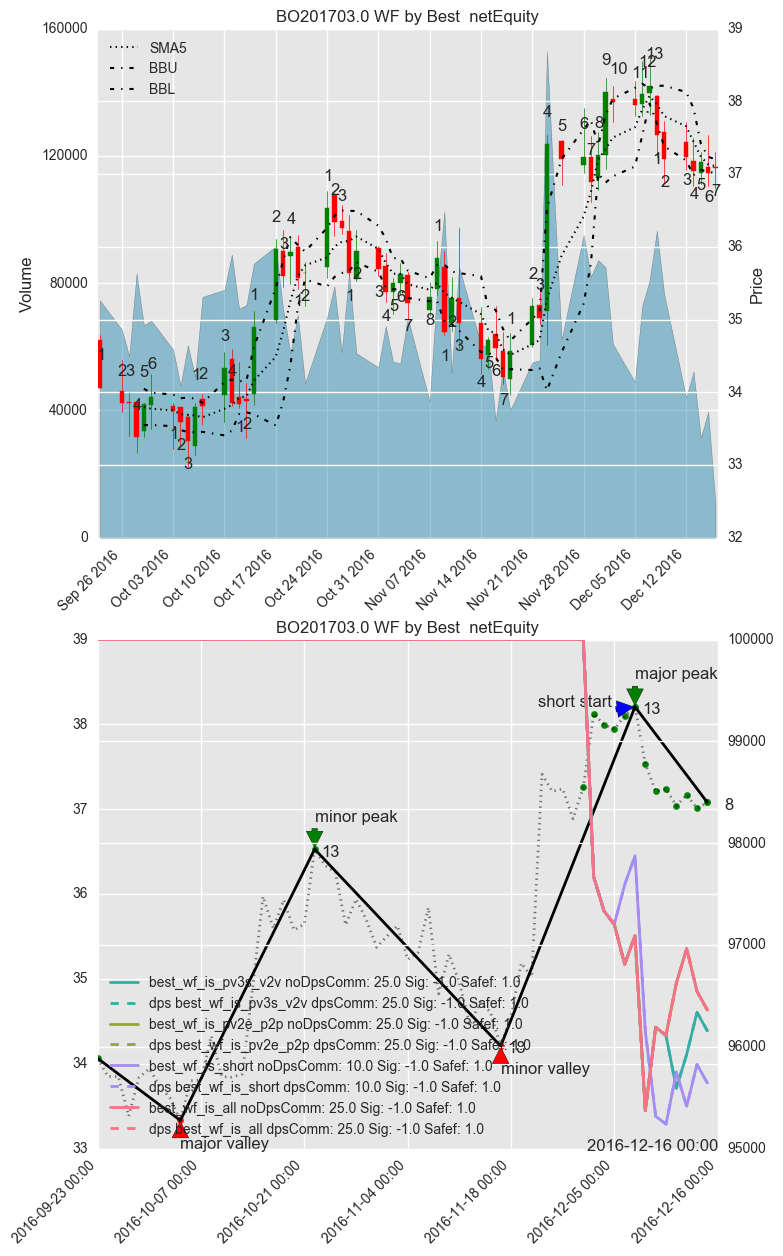 BO201703.0 WF by Best  netEquity
160000
120000
80000
40000
0
Volume
SMA5
BBU
BBL
39
38
37
36
35
34
33
32
Price
Sep 26 2016
Oct 03 2016
Oct 10 2016
Oct 17 2016
Oct 24 2016
Oct 31 2016
Nov 07 2016
Nov 14 2016
Nov 21 2016
Nov 28 2016
Dec 05 2016
Dec 12 2016
BO201703.0 WF by Best  netEquity
39
38
37
36
35
34
33
100000
99000
98000
97000
96000
95000
major peak
short start
13
8
minor peak
13
13
minor valley
major valley
best_wf_is_pv3s_v2v noDpsComm: 25.0 Sig: -1.0 Safef: 1.0
dps best_wf_is_pv3s_v2v dpsComm: 25.0 Sig: -1.0 Safef: 1.0
best_wf_is_pv2e_p2p noDpsComm: 25.0 Sig: -1.0 Safef: 1.0
dps best_wf_is_pv2e_p2p dpsComm: 25.0 Sig: -1.0 Safef: 1.0
best_wf_is_short noDpsComm: 10.0 Sig: -1.0 Safef: 1.0
dps best_wf_is_short dpsComm: 10.0 Sig: -1.0 Safef: 1.0
best_wf_is_all noDpsComm: 25.0 Sig: -1.0 Safef: 1.0
dps best_wf_is_all dpsComm: 25.0 Sig: -1.0 Safef: 1.0
2016-12-16 00:00
2016-09-23 00:00
2016-10-07 00:00
2016-10-21 00:00
2016-11-04 00:00
2016-11-18 00:00
2016-12-05 00:00
2016-12-16 00:00